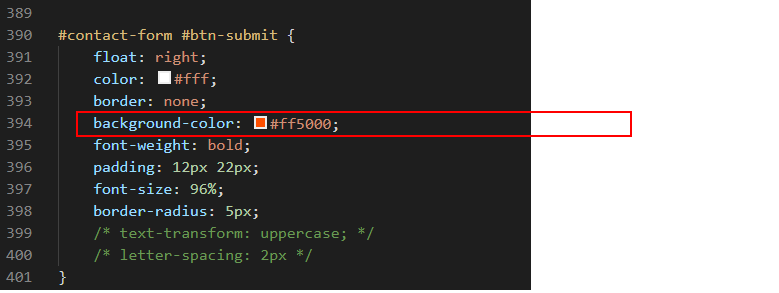 389
390 #contact-form #btn-submit {
391 float: right;
392 color: #fff;
393 border: none;
394 background-color: #ff5000;
395 font-weight: bold;
396 padding: 12px 22px;
397 font-size: 96%;
398 border-radius: 5px;
399 /* text-transform: uppercase; */
400 /* letter-spacing: 2px */
401 }